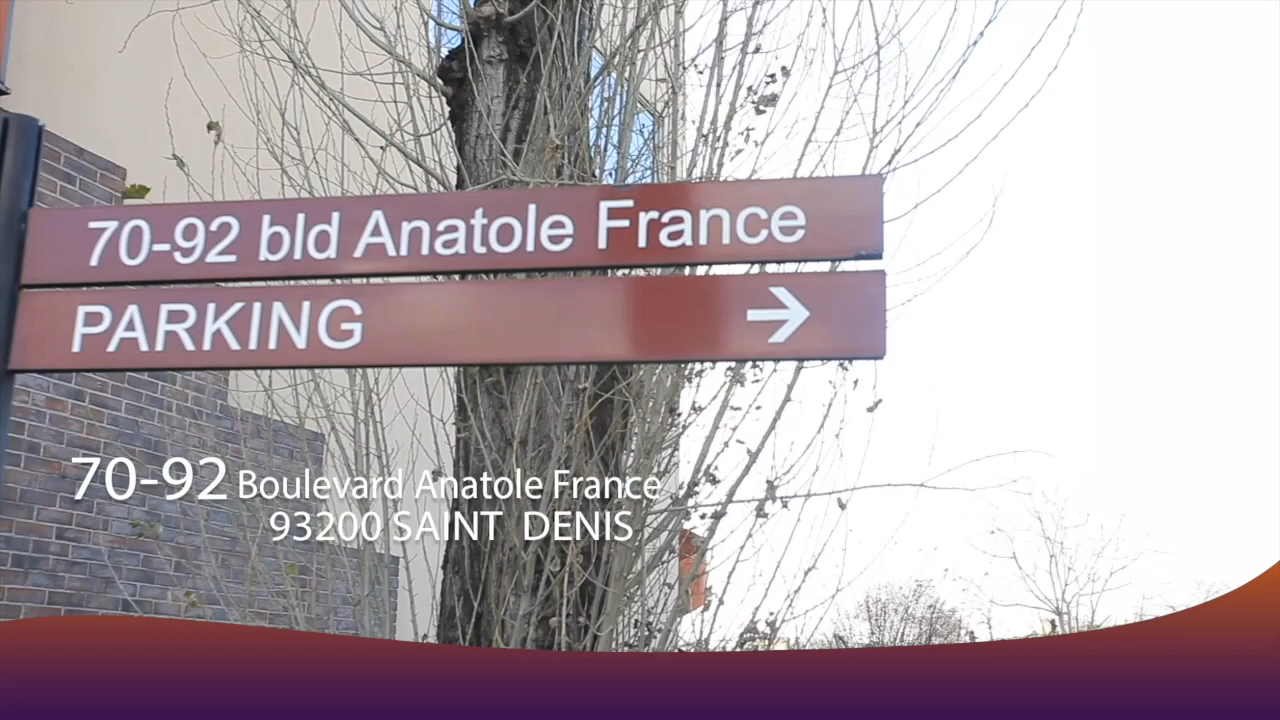 70-92 bld Anatole France
PARKING
70-92 Boulevard Anatole France
93200 SAINT DENIS